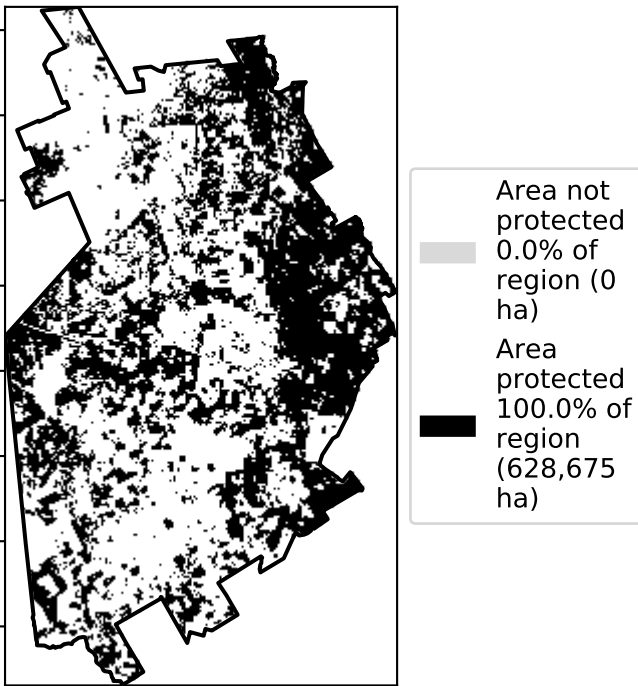 Area not
protected
0.0% of
region (0
ha)
Area
protected
100.0% of
region
(628,675
ha)